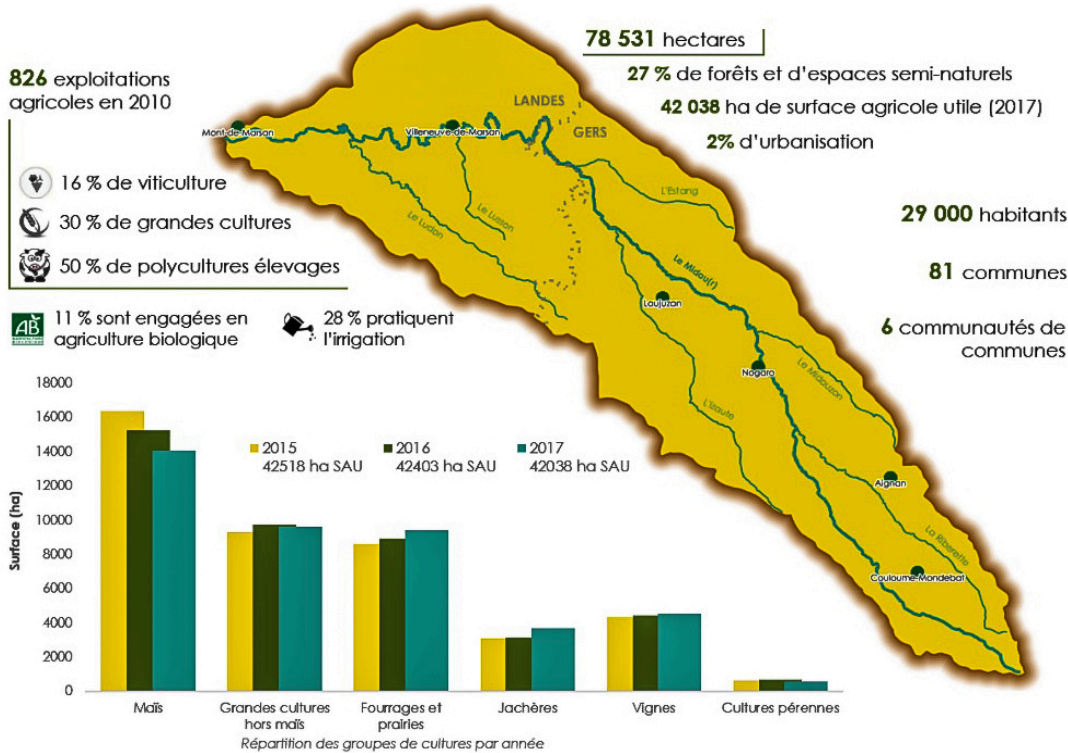 78 531 hectares
27 % de forêts et d'espaces semi-naturels
42 038 ha de surface agricole utile (2017)
2% d'urbanisation
826 exploitations
agricoles en 2010
16 % de viticulture
30 % de grandes cultures
50 % de polycultures élevages
AB
11 % sont engagées en
agriculture biologique
28 % pratiquent
l'irrigation
29 000 habitants
81 communes
6 communautés de
communes
LANDES
GERS
Mont-de-Marsan
Villeneuve-de-Marsan
L'Estang
Le Ludon
Le Lusson
Le Midou(r)
Loujuzan
Nogaro
Le Midouzon
L'Izaute
Aignan
La Riberette
Couloume-Mondebat
Surface (ha)
18000
16000
14000
12000
10000
8000
6000
4000
2000
0
2015
42518 ha SAU
2016
42403 ha SAU
2017
42038 ha SAU
Maïs
Grandes cultures
hors maïs
Fourrages et
prairies
Jachères
Vignes
Cultures pérennes
Répartition des groupes de cultures par année